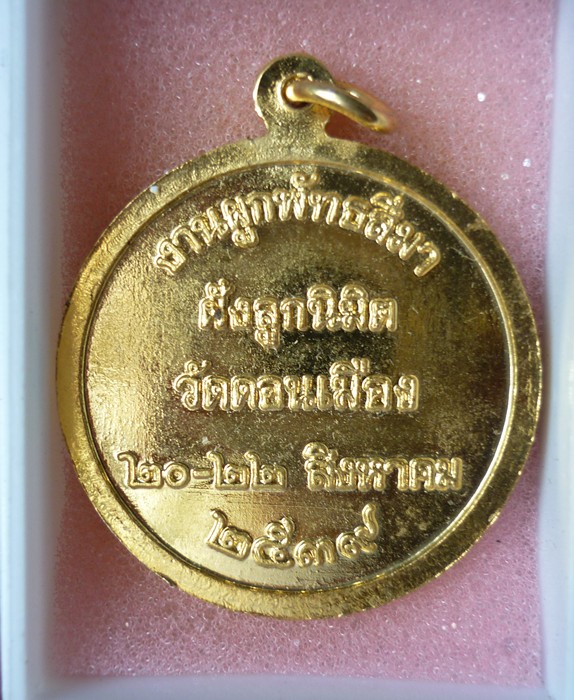 งานผูกพัทธสีมา
ฝังลูกนิมิต
วัดดอนเมือง
๒๐-๒๒ สิงหาคม
๒๕๓๙